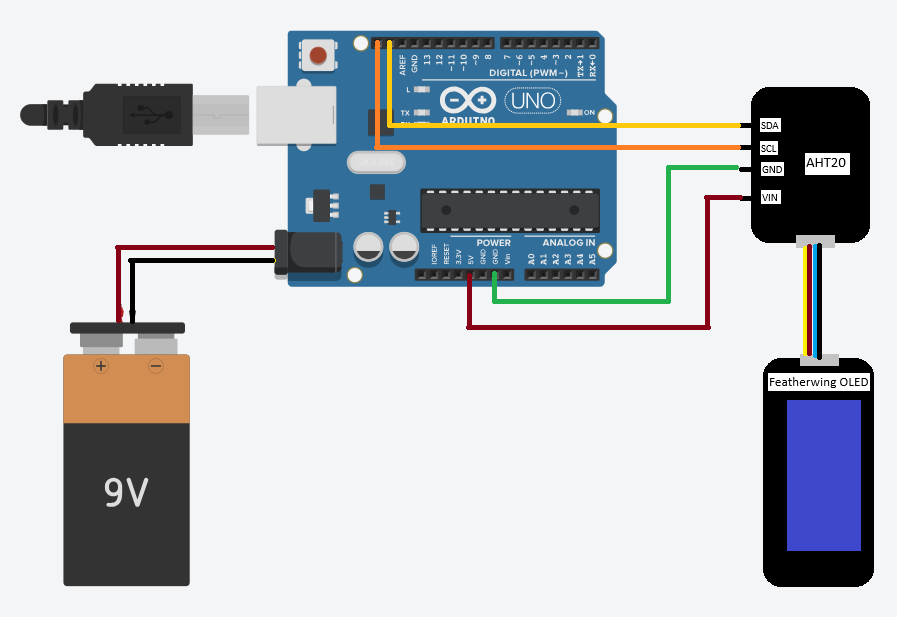 AREF
GND
13
12
~11
~10
~9
8
7
~6
~5
~4
~3
2
TX→1
RX←0
DIGITAL (PWM~)
L
TX
ARDUINO
UNO
ON
SDA
SCL
GND
VIN
AHT20
IOREF
RESET
3.3V
5V
GND
GND
Vin
POWER
ANALOG IN
A0
A1
A2
A3
A4
A5
+
−
9V
Featherwing OLED